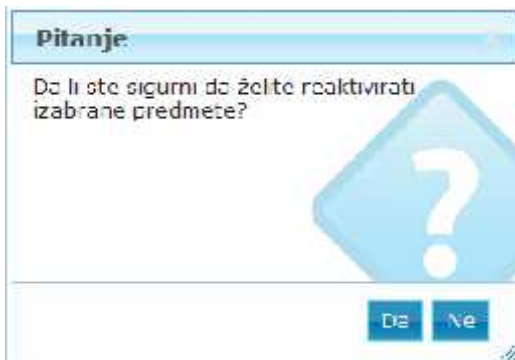 Pitanje
Da li ste sigurni da želite reaktivirati
izabrane predmete?
?
Da
Ne